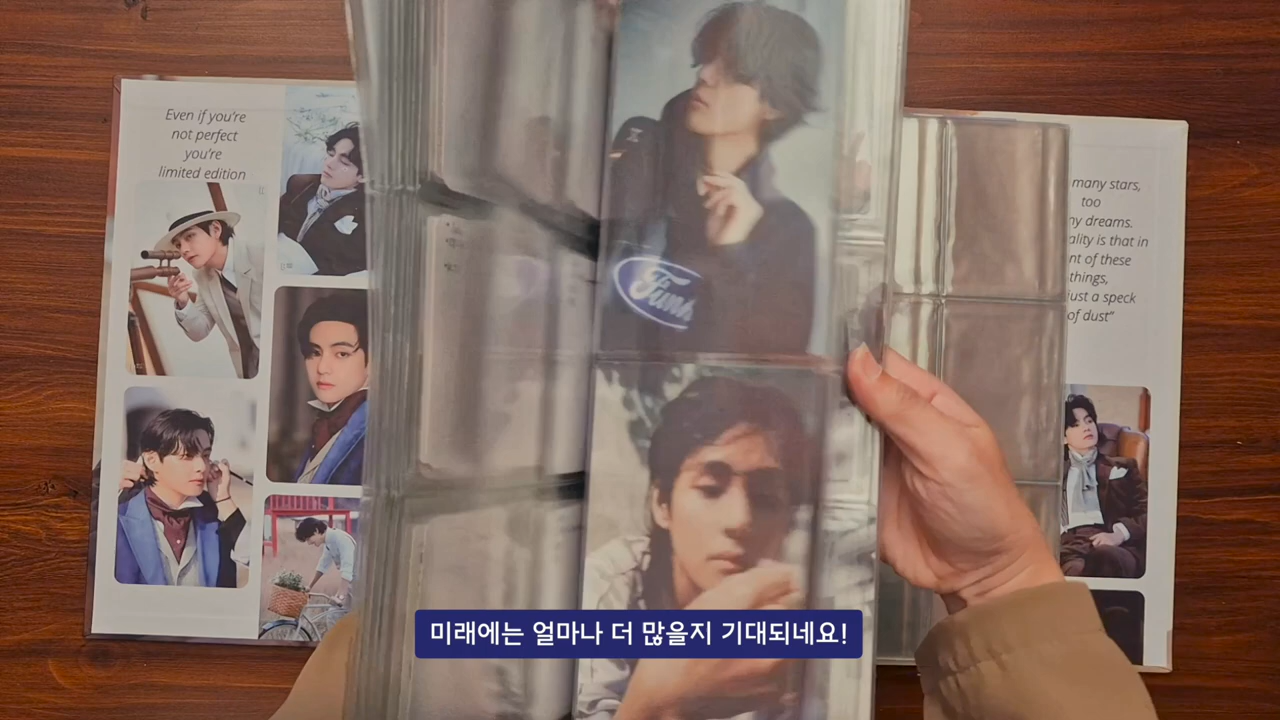 Even if you're
not perfect
you're
limited edition
many stars,
too
ny dreams.
ality is that in
nt of these
things,
just a speck
of dust"
미래에는 얼마나 더 많을지 기대되네요!